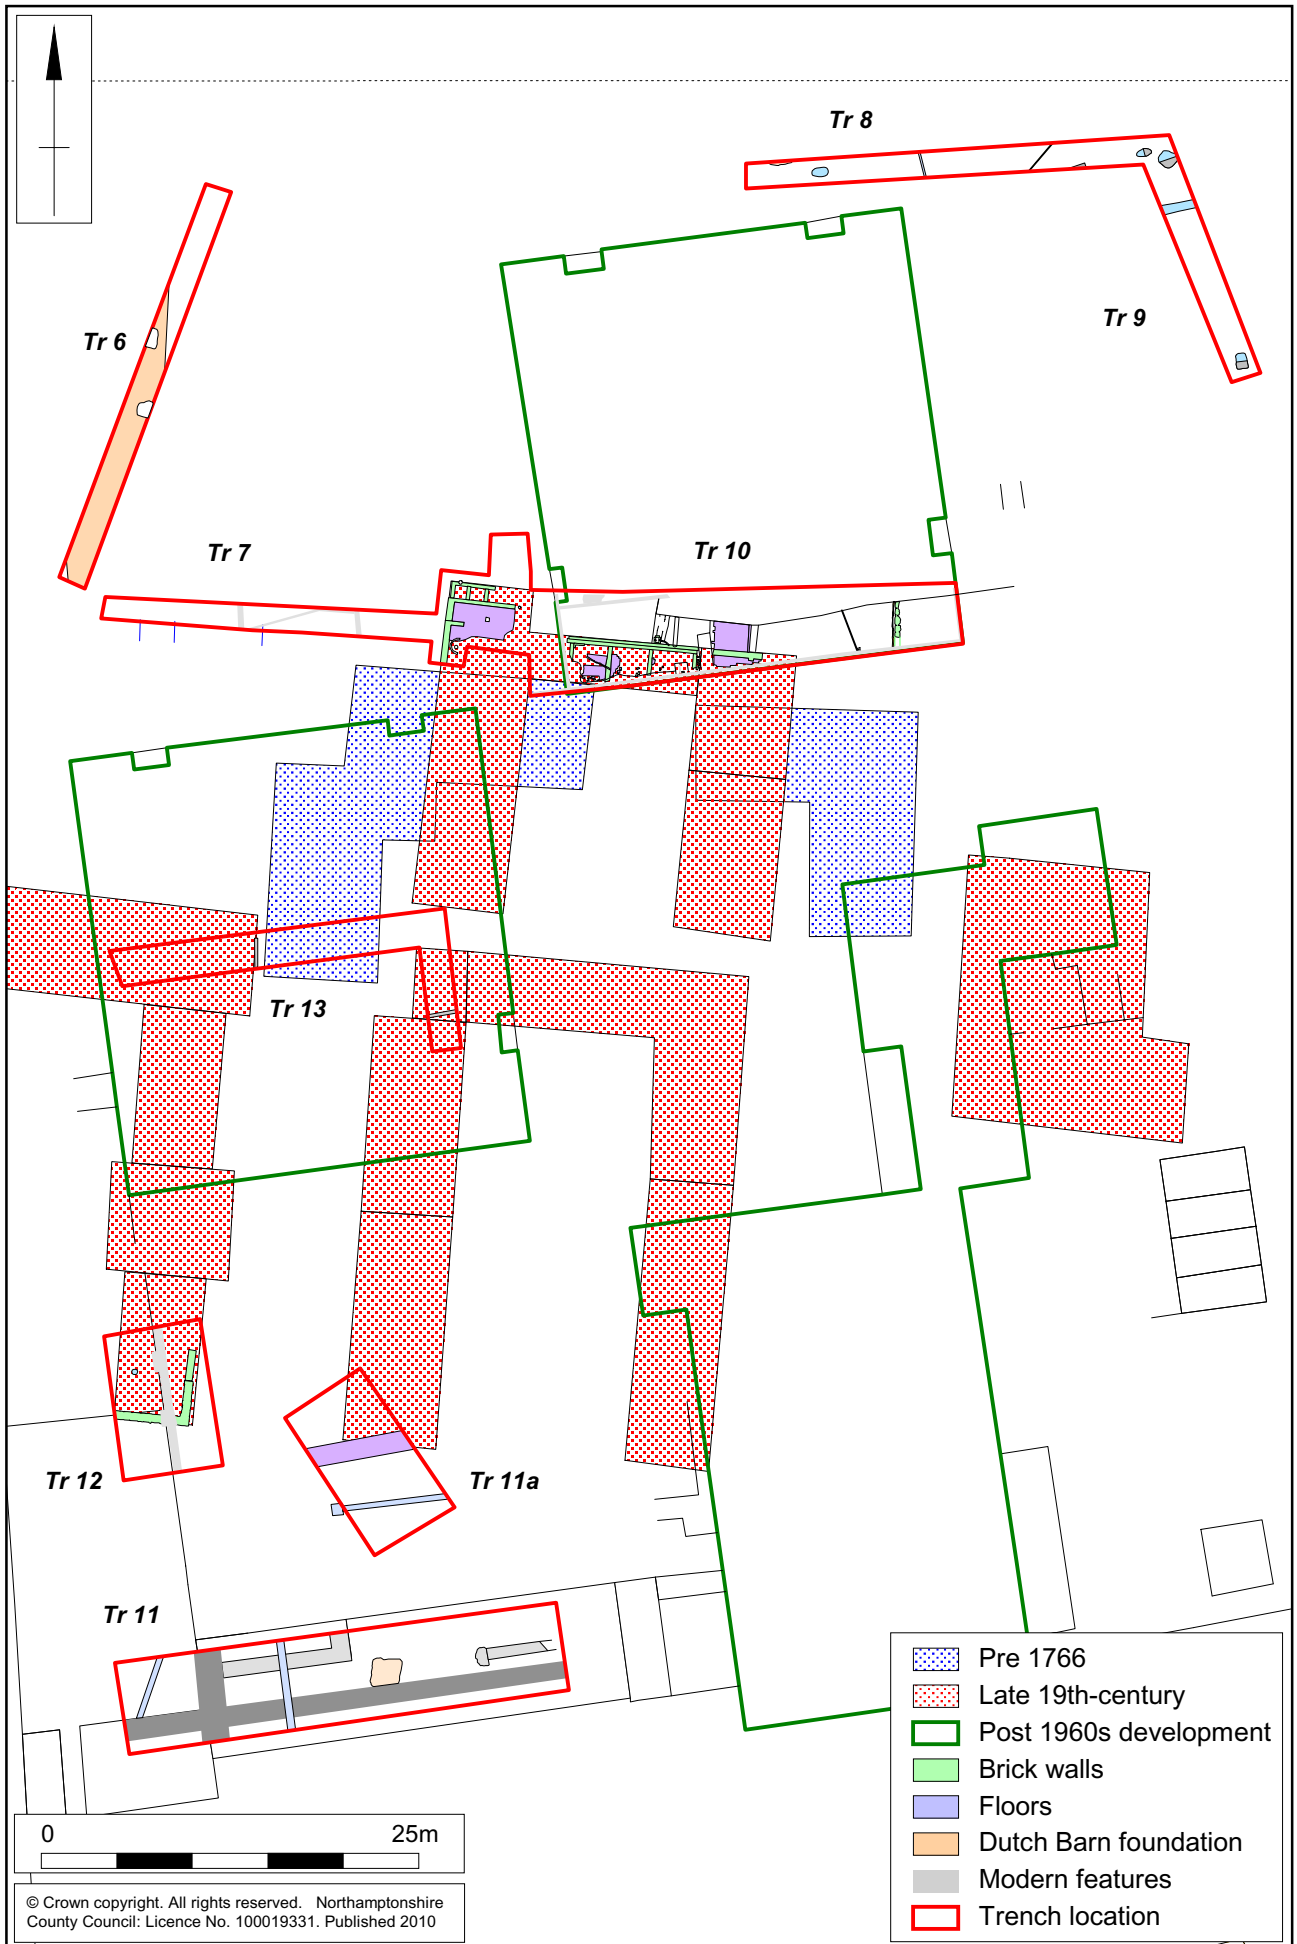 Tr 8
Tr 6
Tr 9
Tr 7
Tr 10
Tr 13
Tr 12
Tr 11a
Tr 11
Pre 1766
Late 19th-century
Post 1960s development
Brick walls
Floors
Dutch Barn foundation
Modern features
Trench location
0 25m
© Crown copyright. All rights reserved. Northamptonshire
County Council: Licence No. 100019331. Published 2010